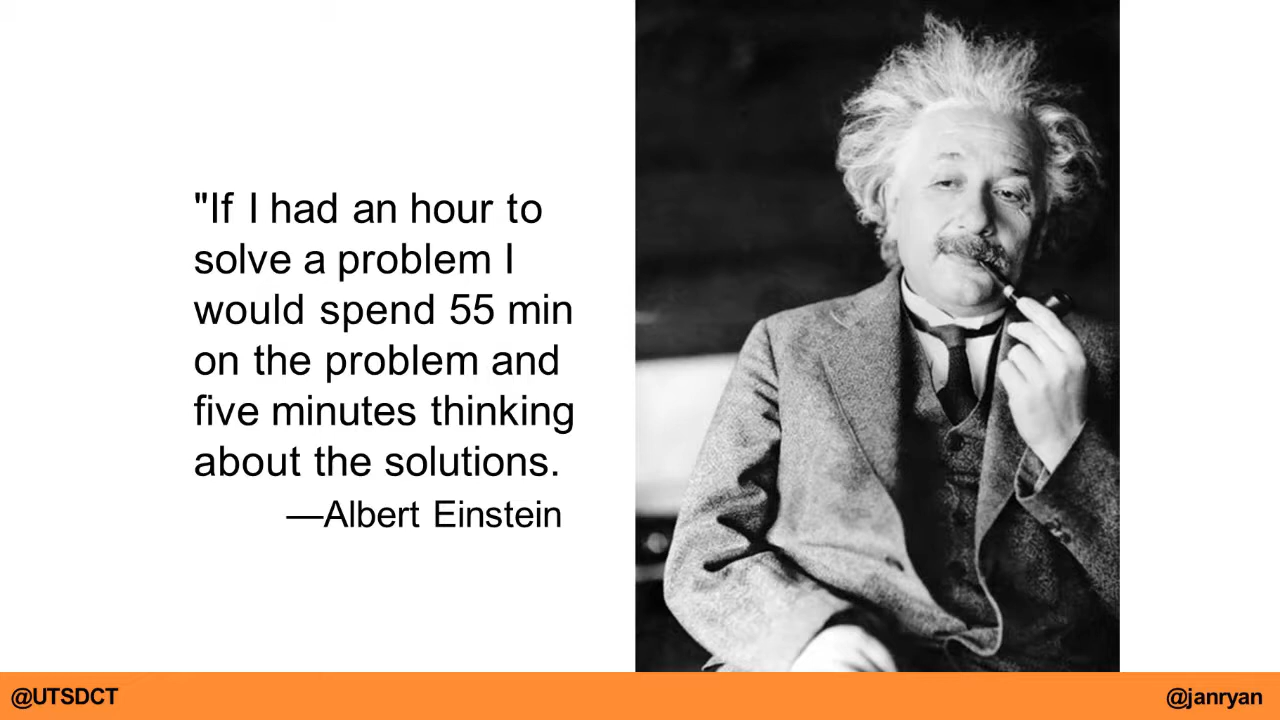 "If I had an hour to
solve a problem I
would spend 55 min
on the problem and
five minutes thinking
about the solutions.
—Albert Einstein
@UTSDCT
@janryan